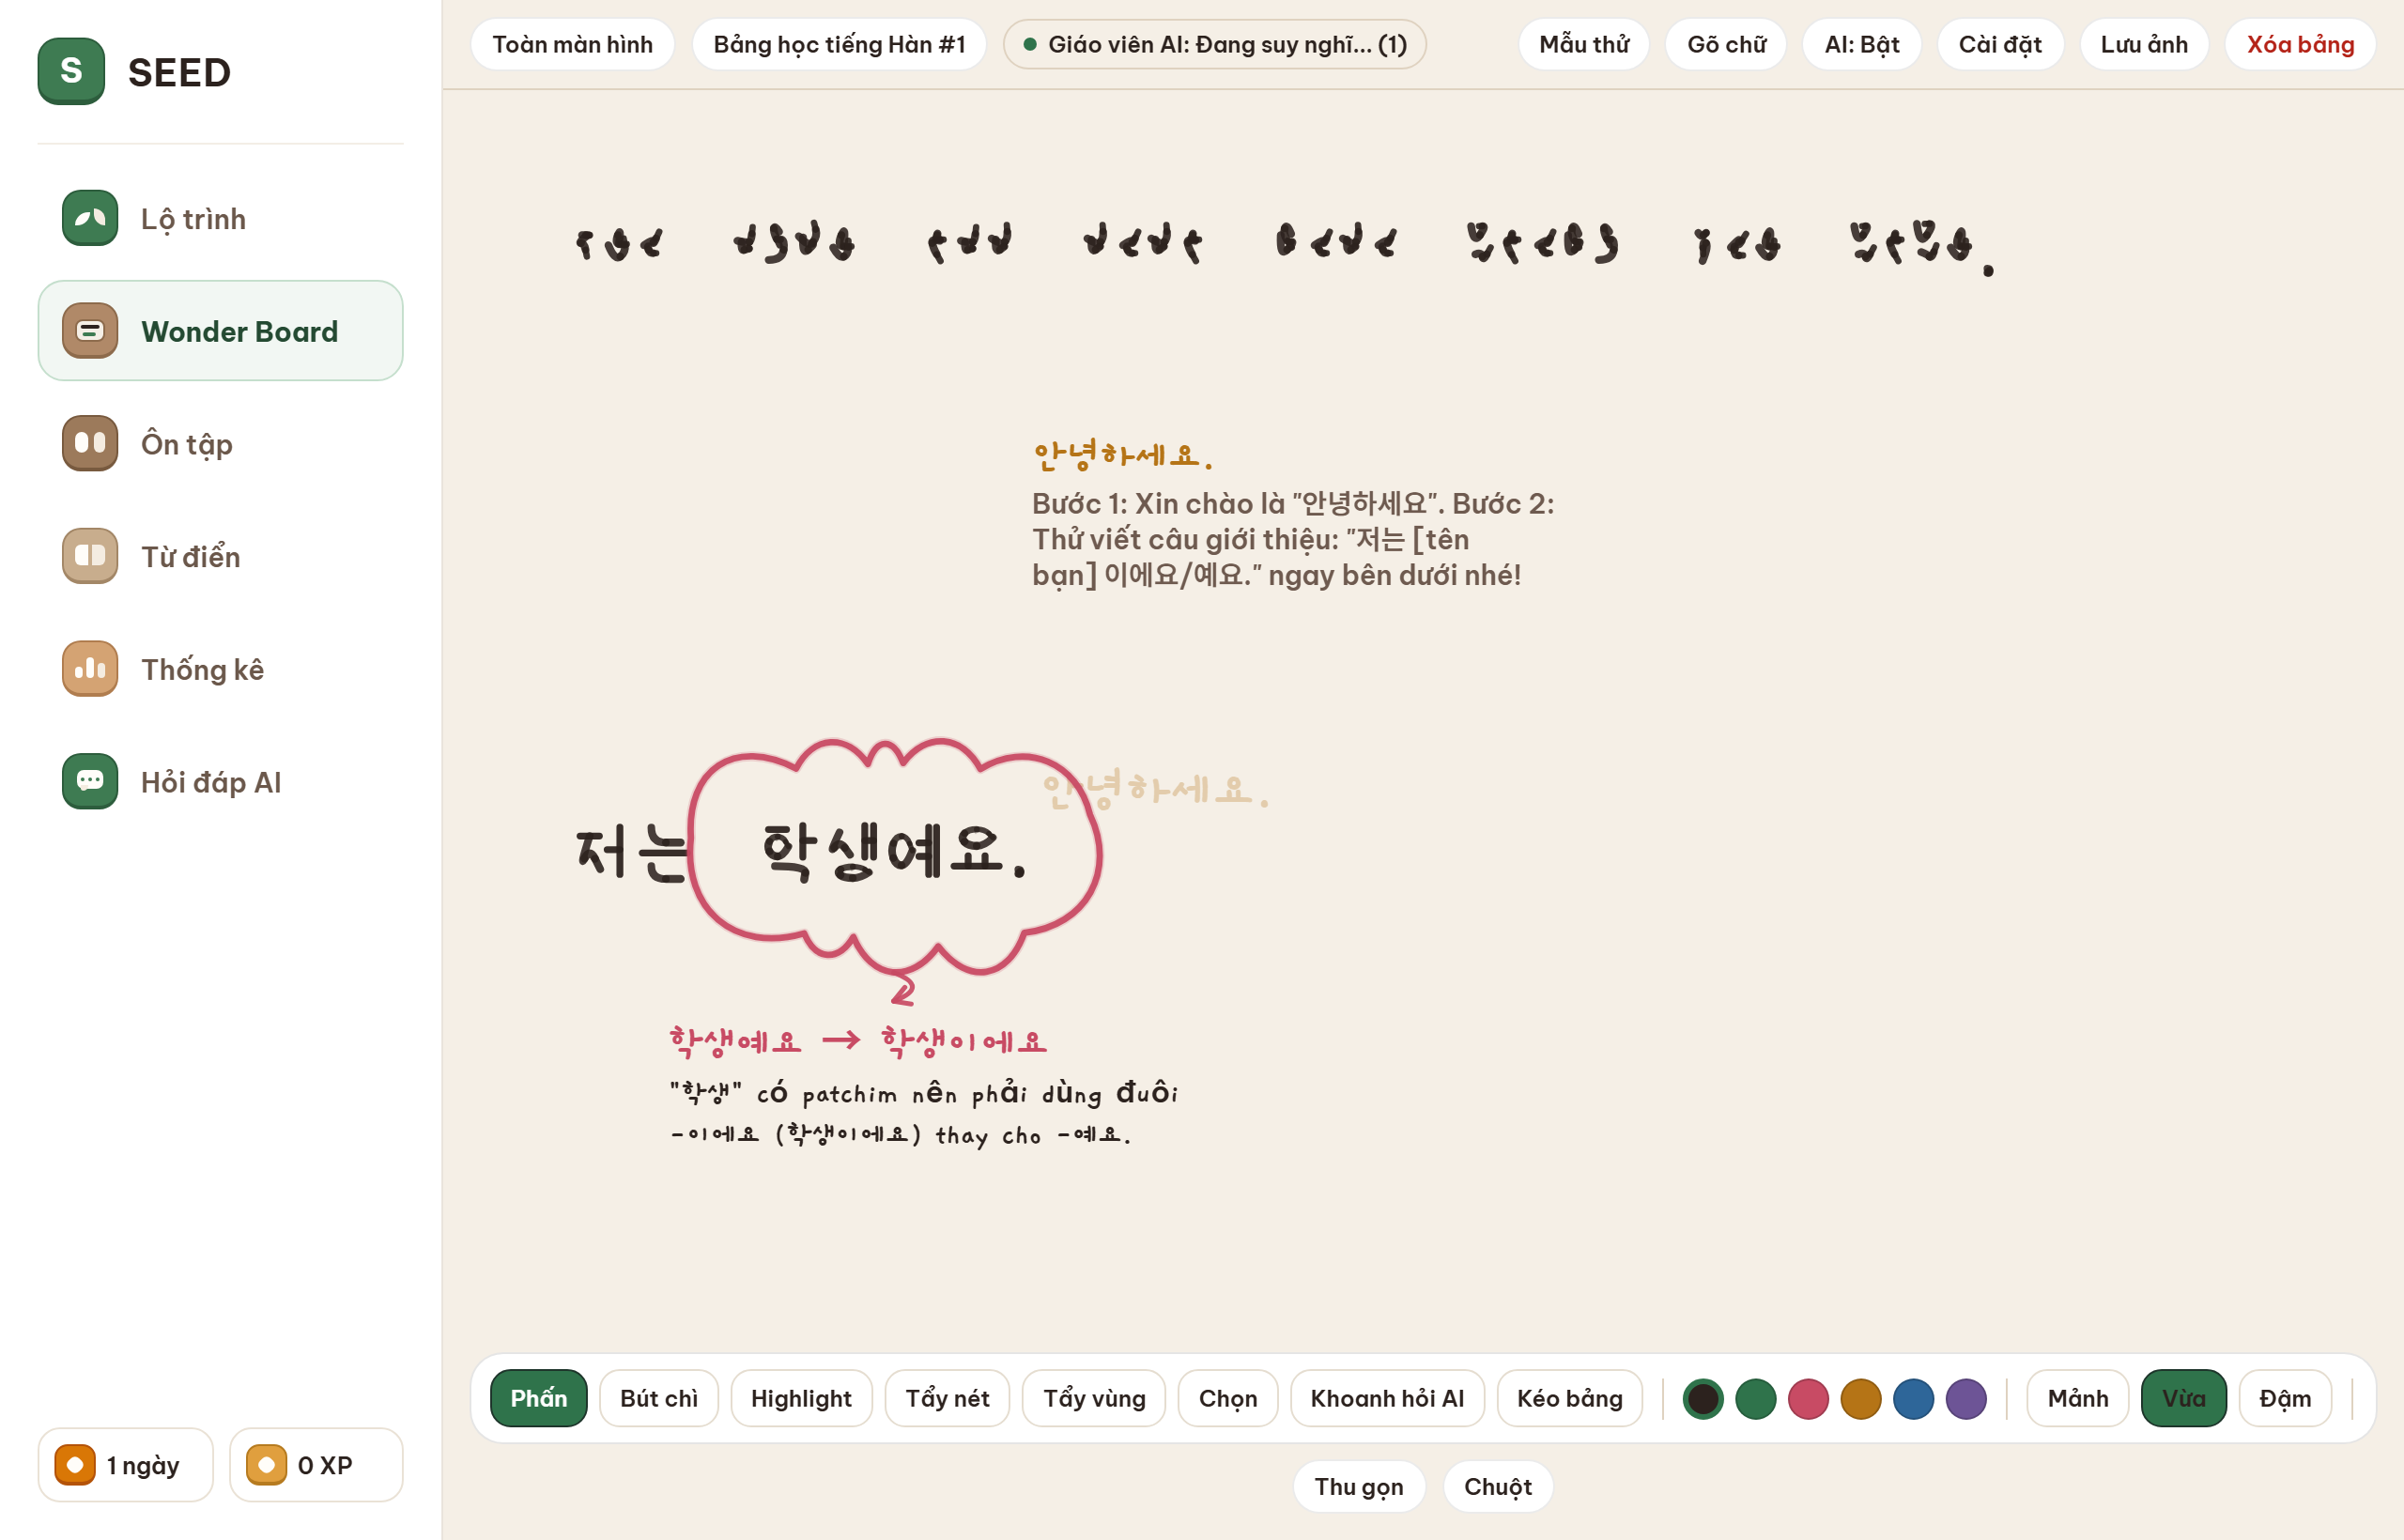 S SEED
Toàn màn hình
Bảng học tiếng Hàn #1
Giáo viên AI: Đang suy nghĩ... (1)
Mẫu thử
Gõ chữ
AI: Bật
Cài đặt
Lưu ảnh
Xóa bảng
Lộ trình
Wonder Board
Ôn tập
Từ điển
Thống kê
Hỏi đáp AI
안녕하세요.
Bước 1: Xin chào là "안녕하세요". Bước 2:
Thử viết câu giới thiệu: "저는 [tên
bạn] 이에요/예요." ngay bên dưới nhé!
안녕하세요.
저는 학생예요.
학생예요 → 학생이에요
"학생" có patchim nên phải dùng đuôi
-이에요 (학생이에요) thay cho -예요.
Phấn
Bút chì
Highlight
Tẩy nét
Tẩy vùng
Chọn
Khoanh hỏi AI
Kéo bảng
Mảnh
Vừa
Đậm
1 ngày
0 XP
Thu gọn
Chuột